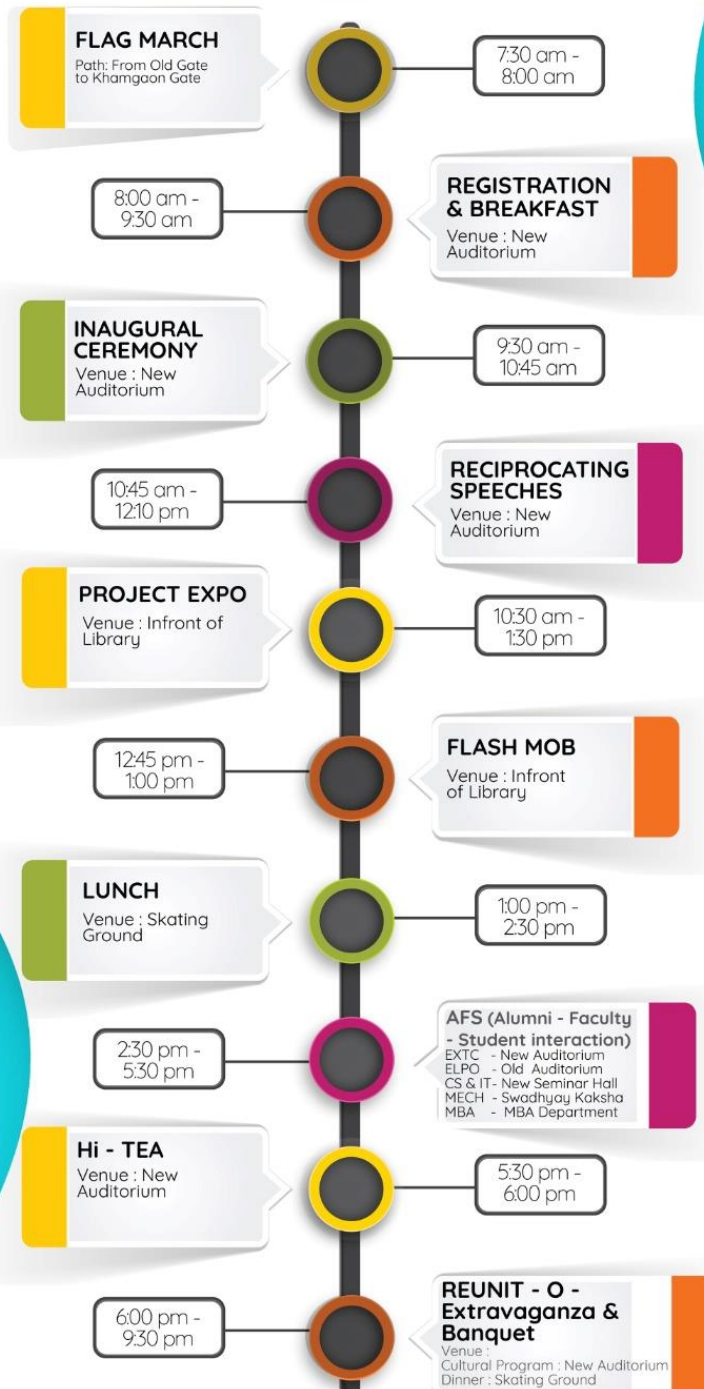 FLAG MARCH
Path: From Old Gate
to Khamgaon Gate
7:30 am -
8:00 am
8:00 am -
9:30 am
REGISTRATION
& BREAKFAST
Venue : New
Auditorium
INAUGURAL
CEREMONY
Venue : New
Auditorium
9:30 am -
10:45 am
10:45 am -
12:10 pm
RECIPROCATING
SPEECHES
Venue : New
Auditorium
PROJECT EXPO
Venue : Infront of
Library
10:30 am -
1:30 pm
12:45 pm -
1:00 pm
FLASH MOB
Venue : Infront
of Library
LUNCH
Venue : Skating
Ground
1:00 pm -
2:30 pm
2:30 pm -
5:30 pm
AFS (Alumni - Faculty
- Student interaction)
EXTC - New Auditorium
ELPO - Old Auditorium
CS & IT- New Seminar Hall
MECH - Swadhyay Kaksha
MBA - MBA Department
Hi - TEA
Venue : New
Auditorium
5:30 pm -
6:00 pm
6:00 pm -
9:30 pm
REUNIT - O -
Extravaganza &
Banquet
Venue :
Cultural Program : New Auditorium
Dinner : Skating Ground